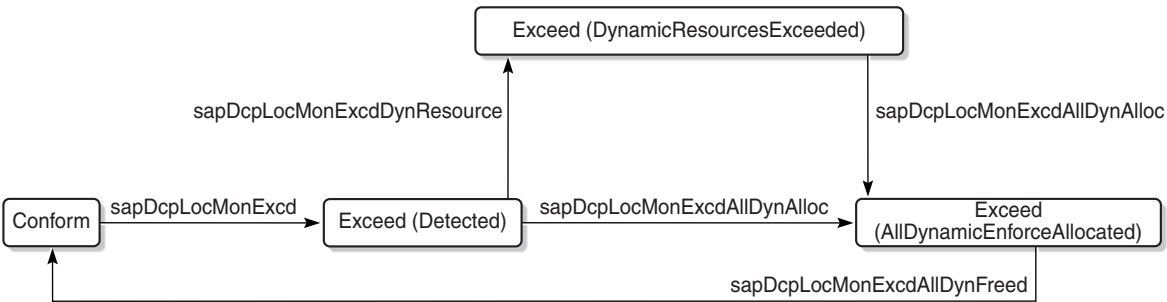 Exceed (DynamicResourcesExceeded)
sapDcpLocMonExcdDynResource
sapDcpLocMonExcdAllDynAlloc
Conform
sapDcpLocMonExcd
Exceed (Detected)
sapDcpLocMonExcdAllDynAlloc
Exceed
(AllDynamicEnforceAllocated)
sapDcpLocMonExcdAllDynFreed